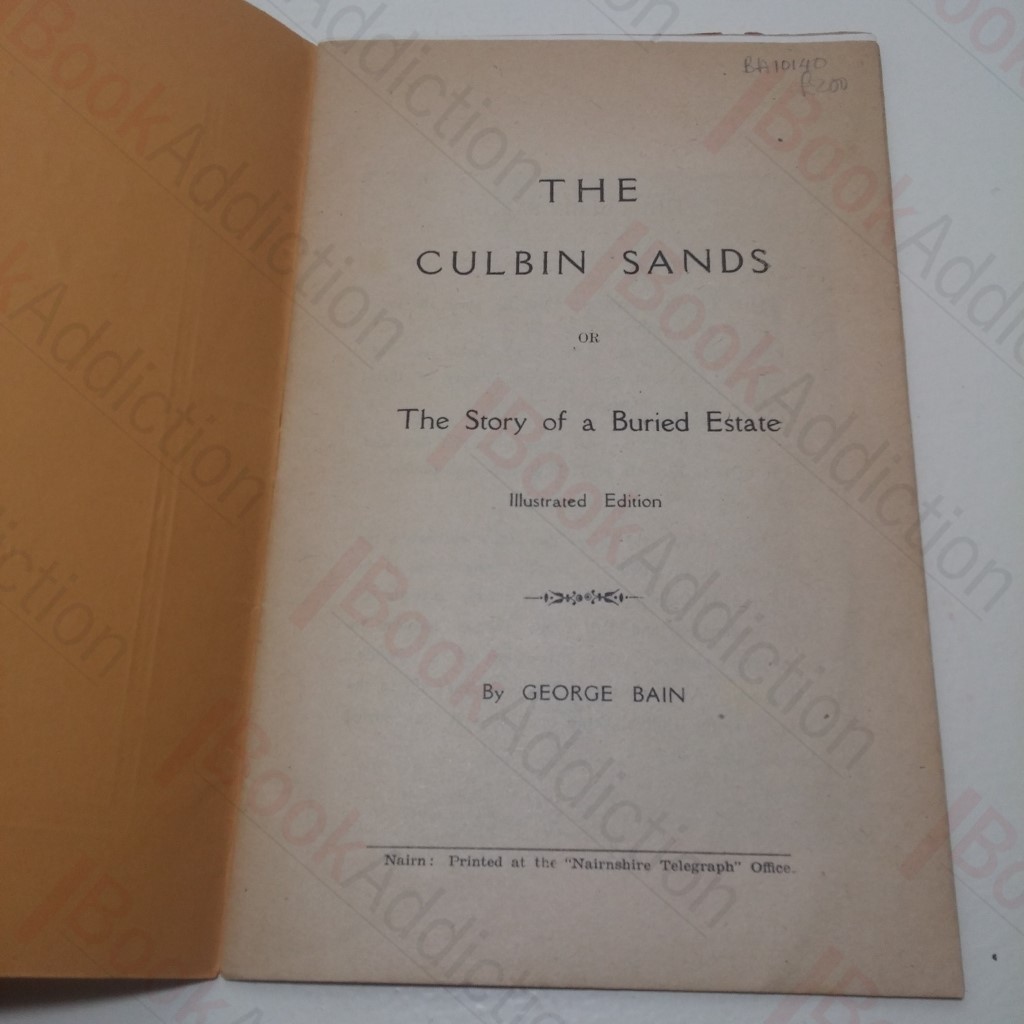 BA10140
THE
CULBIN SANDS
OR
The Story of a Buried Estate
Illustrated Edition
By GEORGE BAIN
Nairn: Printed at the "Nairnshire Telegraph" Office.
BookAddiction